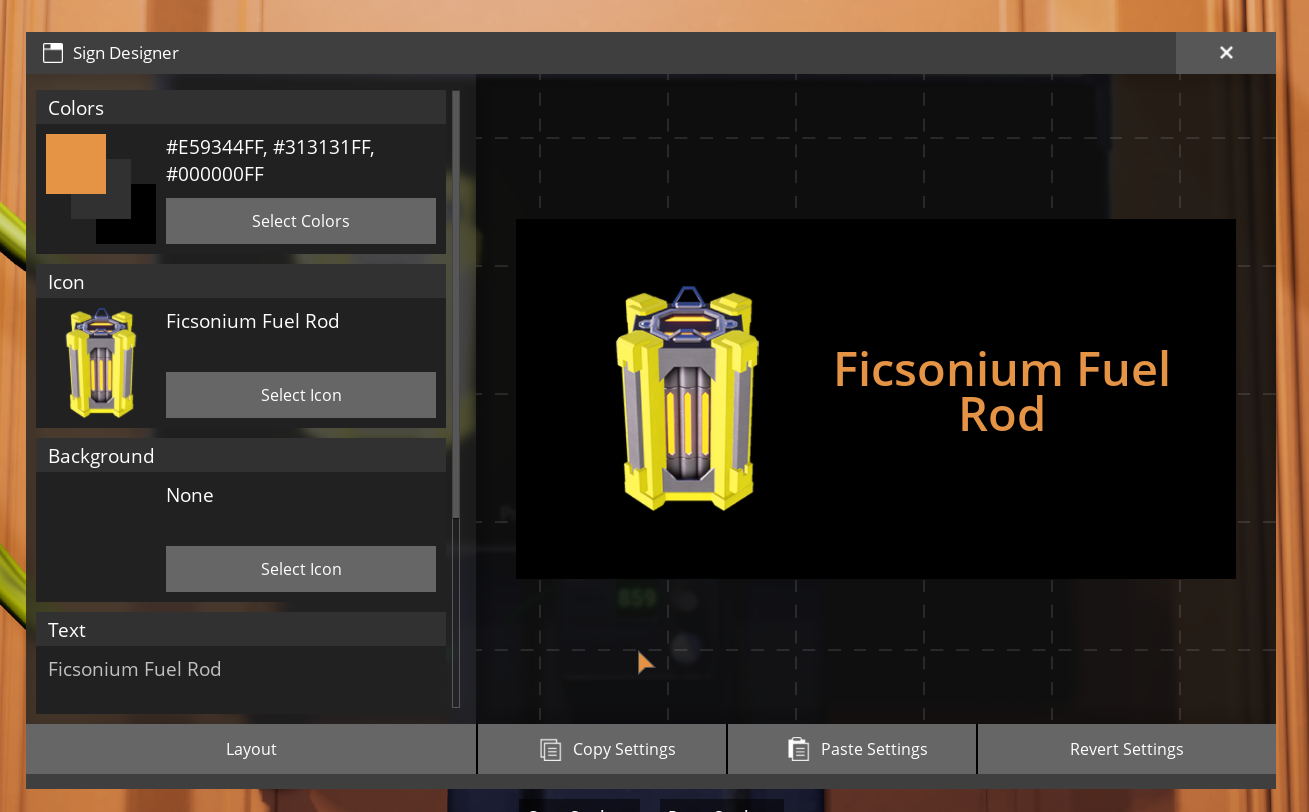 Sign Designer
Colors
#E59344FF, #313131FF,
#000000FF
Select Colors
Icon
Ficsonium Fuel Rod
Select Icon
Background
None
Select Icon
Text
Ficsonium Fuel Rod
Ficsonium Fuel
Rod
859
Layout
Copy Settings
Paste Settings
Revert Settings